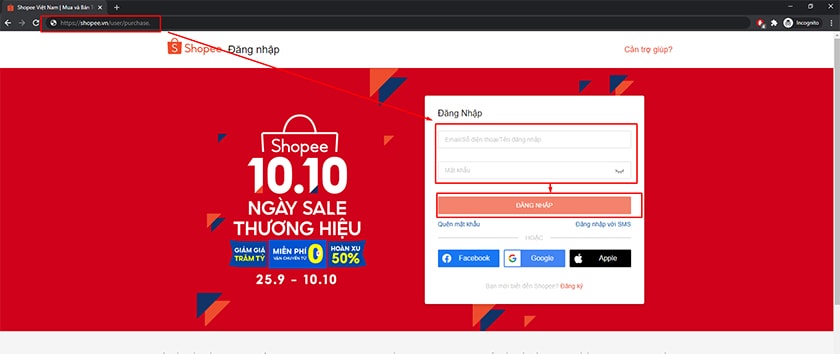 Shopee Việt Nam | Mua và Bán Tr
https://shopee.vn/user/purchase.
Incognito
Shopee Đăng nhập
Cần trợ giúp?
Shopee
10.10
NGÀY SALE
THƯƠNG HIỆU
GIẢM GIÁ
TRĂM TỶ
MIỄN PHÍ
VẬN CHUYỂN TỪ
0Đ
HOÀN XU
50%
25.9 - 10.10
Đăng Nhập
Email/Số điện thoại/Tên đăng nhập
Mật khẩu
ĐĂNG NHẬP
Quên mật khẩu
Đăng nhập với SMS
HOẶC
Facebook
Google
Apple
Bạn mới biết đến Shopee? Đăng ký